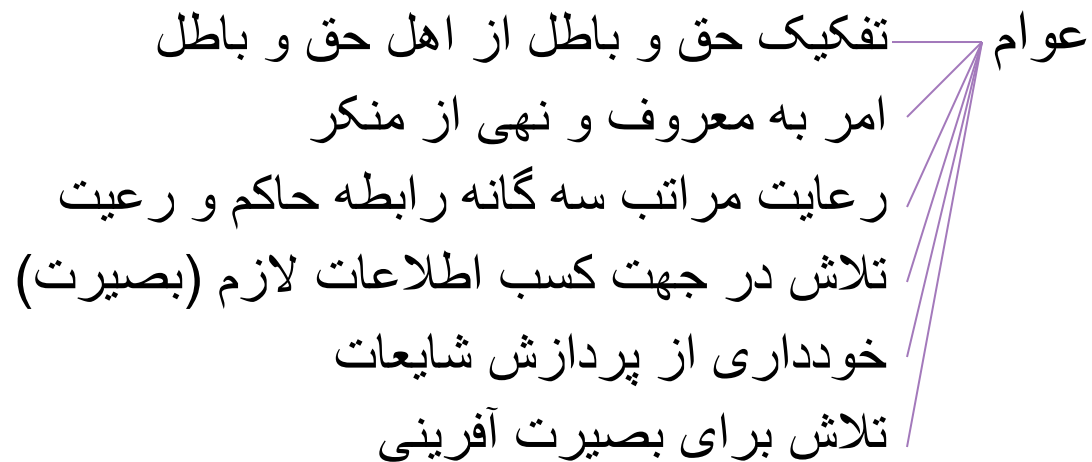 عوام تفکیک حق و باطل از اهل حق و باطل
امر به معروف و نهی از منکر
رعایت مراتب سه گانه رابطه حاکم و رعیت
تلاش در جهت کسب اطلاعات لازم (بصیرت)
خودداری از پردازش شایعات
تلاش برای بصیرت آفرینی